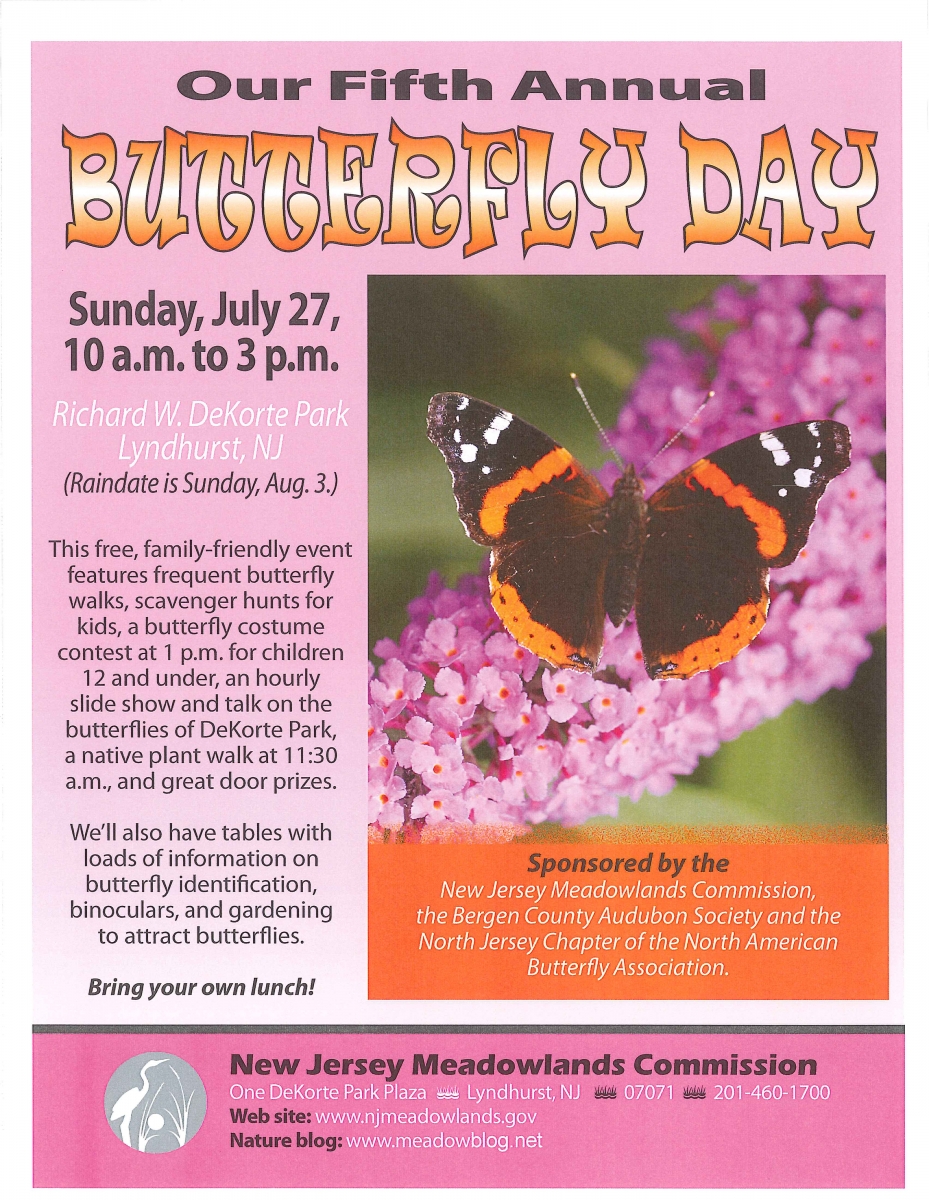 Our Fifth Annual
BUTTERFLY DAY
Sunday, July 27,
10 a.m. to 3 p.m.
Richard W. DeKorte Park
Lyndhurst, NJ
(Raindate is Sunday, Aug. 3.)
This free, family-friendly event
features frequent butterfly
walks, scavenger hunts for
kids, a butterfly costume
contest at 1 p.m. for children
12 and under, an hourly
slide show and talk on the
butterflies of DeKorte Park,
a native plant walk at 11:30
a.m., and great door prizes.
We'll also have tables with
loads of information on
butterfly identification,
binoculars, and gardening
to attract butterflies.
Bring your own lunch!
Sponsored by the
New Jersey Meadowlands Commission,
the Bergen County Audubon Society and the
North Jersey Chapter of the North American
Butterfly Association.
New Jersey Meadowlands Commission
One DeKorte Park Plaza Lyndhurst, NJ 07071 201-460-1700
Web site: www.njmeadowlands.gov
Nature blog: www.meadowblog.net